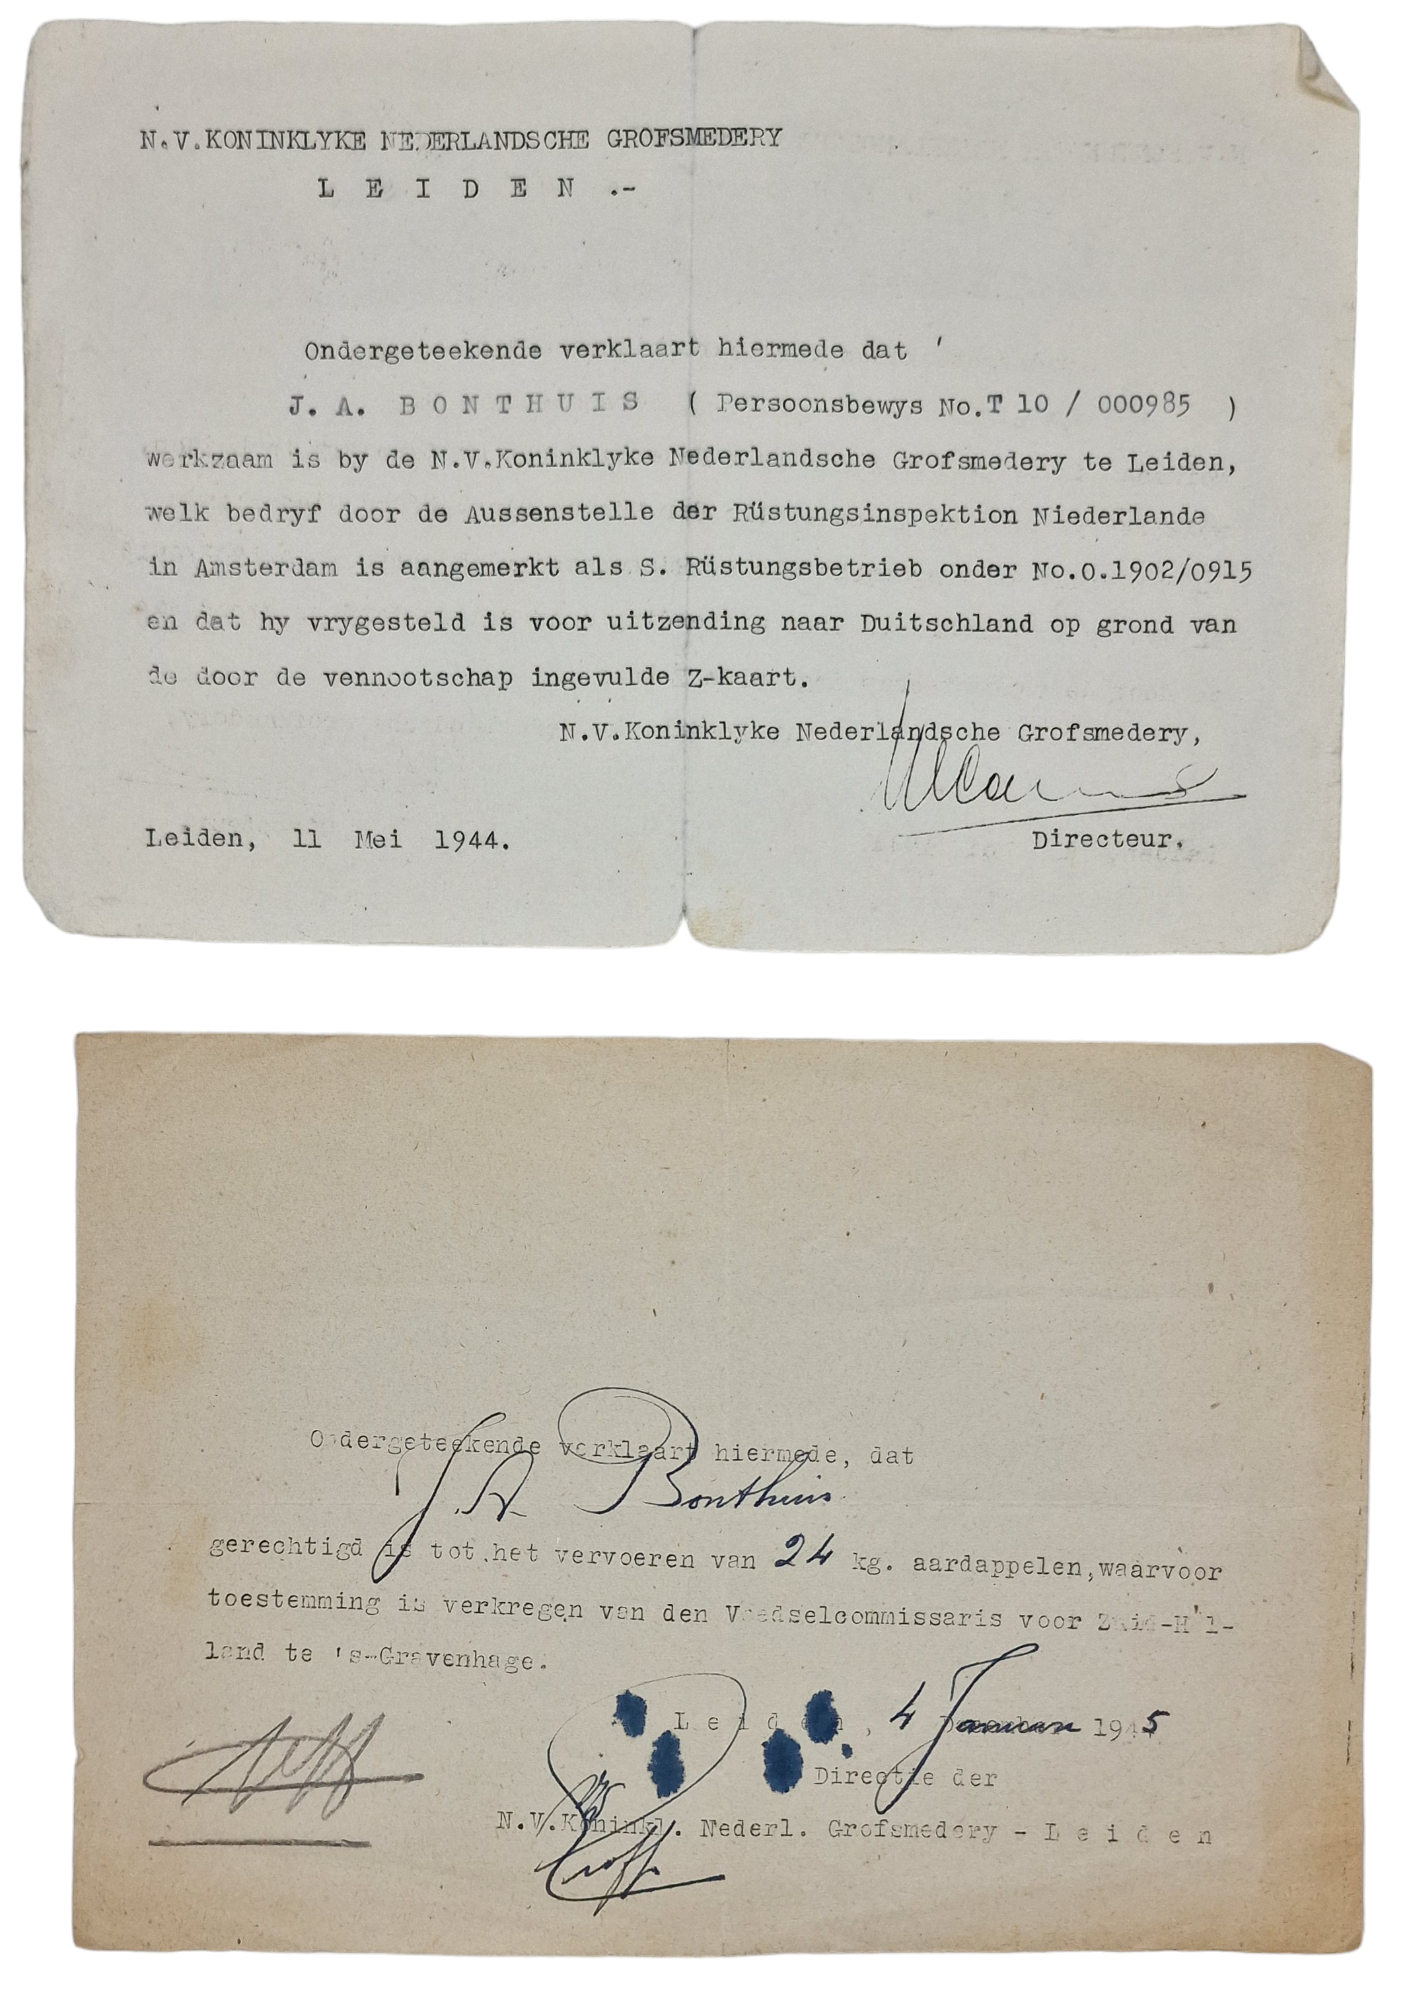 N.V.KONINKLYKE NEDERLANDSCHE GROFSMEDERY
L E I D E N .-
Ondergeteekende verklaart hiermede dat '
J. A. B O N T H U I S ( Persoonsbewys No.T 10 / 000985 )
werkzaam is by de N.V.Koninklyke Nederlandsche Grofsmedery te Leiden,
welk bedryf door de Aussenstelle der Rüstungsinspektion Niederlande
in Amsterdam is aangemerkt als S. Rüstungsbetrieb onder No.0.1902/0915
en dat hy vrygesteld is voor uitzending naar Duitschland op grond van
de door de vennootschap ingevulde Z-kaart.
N.V.Koninklyke Nederlandsche Grofsmedery,
Leiden, 11 Mei 1944.
Directeur.
Ondergeteekende verklaart hiermede, dat
J. A. Bonthuis
gerechtigd is tot het vervoeren van 24 kg. aardappelen,waarvoor
toestemming is verkregen van den Voedselcommissaris voor Zuid-Hol-
land te 's-Gravenhage.
L e i d e n , 4 Januari 1945
Directie der
N.V.Koninkl. Nederl. Grofsmedery - L e i d e n